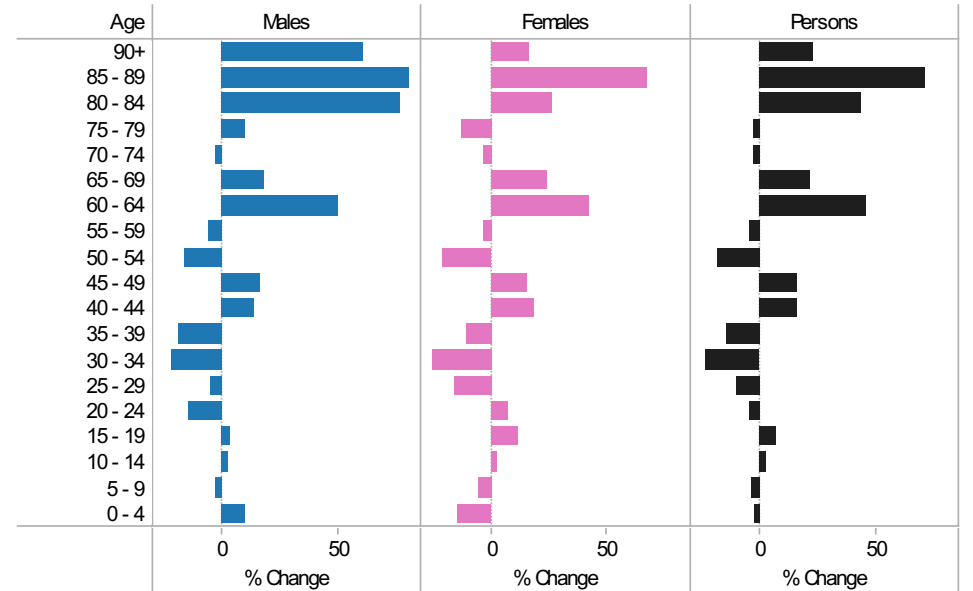 Age Males Females Persons
90+
85 - 89
80 - 84
75 - 79
70 - 74
65 - 69
60 - 64
55 - 59
50 - 54
45 - 49
40 - 44
35 - 39
30 - 34
25 - 29
20 - 24
15 - 19
10 - 14
5 - 9
0 - 4
0 50 0 50 0 50
% Change % Change % Change